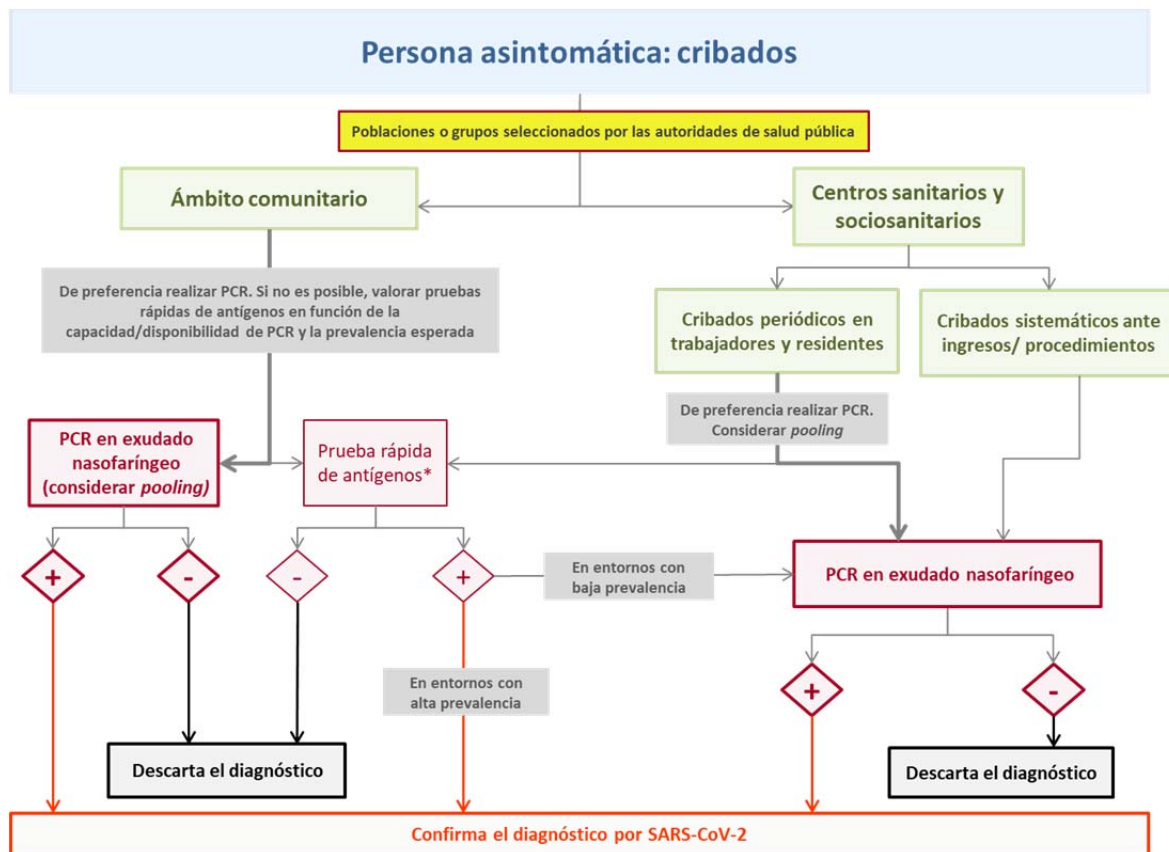 Persona asintomática: cribados
Poblaciones o grupos seleccionados por las autoridades de salud pública
Ámbito comunitario
Centros sanitarios y
sociosanitarios
De preferencia realizar PCR. Si no es posible, valorar pruebas
rápidas de antígenos en función de la
capacidad/disponibilidad de PCR y la prevalencia esperada
Cribados periódicos en
trabajadores y residentes
Cribados sistemáticos ante
ingresos/ procedimientos
De preferencia realizar PCR.
Considerar pooling
PCR en exudado
nasofaríngeo
(considerar pooling)
Prueba rápida
de antígenos*
+
-
-
+
En entornos con
baja prevalencia
PCR en exudado nasofaríngeo
En entornos con
alta prevalencia
+
-
Descarta el diagnóstico
Descarta el diagnóstico
Confirma el diagnóstico por SARS-CoV-2